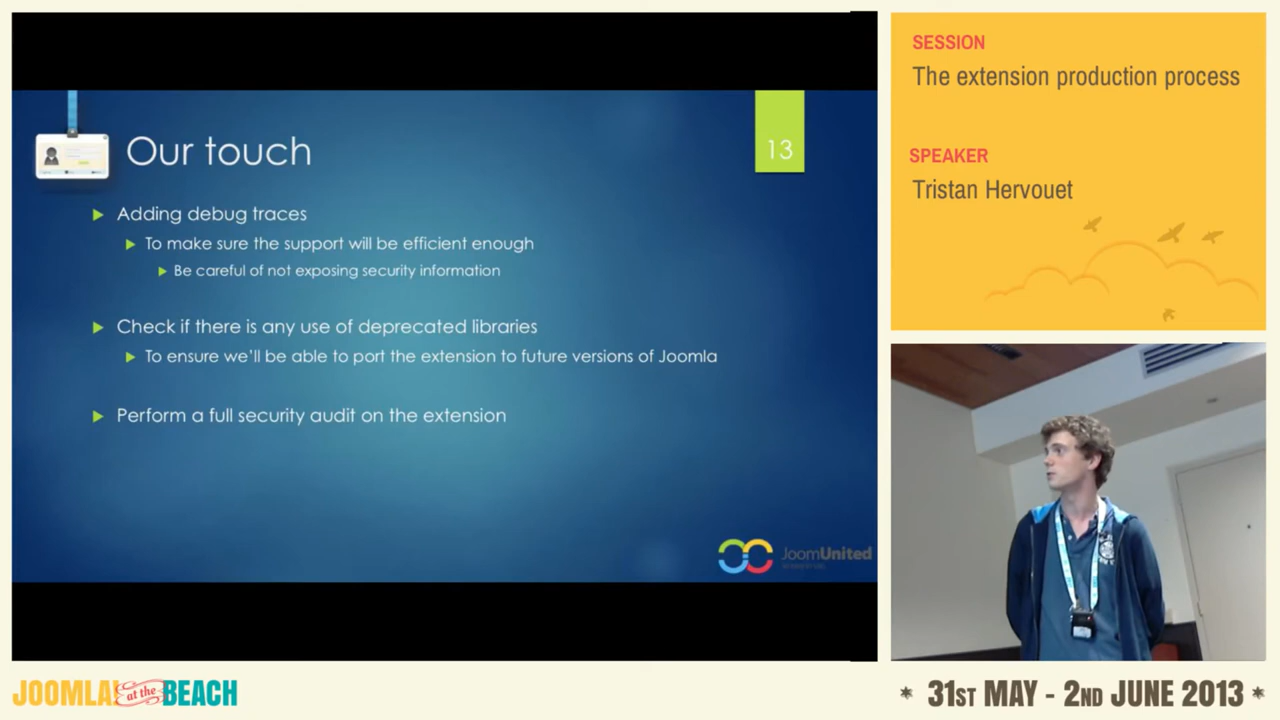 Our touch
13
Adding debug traces
To make sure the support will be efficient enough
Be careful of not exposing security information
Check if there is any use of deprecated libraries
To ensure we'll be able to port the extension to future versions of Joomla
Perform a full security audit on the extension
JoomUnited
SESSION
The extension production process
SPEAKER
Tristan Hervouet
JOOMLA! at the BEACH
* 31ST MAY - 2ND JUNE 2013 *